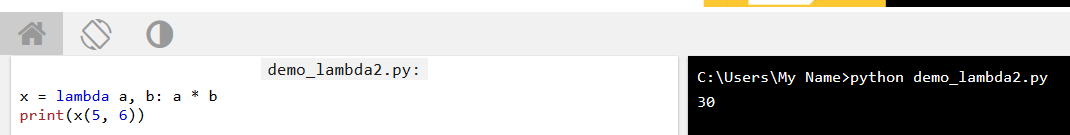 demo_lambda2.py:
x = lambda a, b: a * b
print(x(5, 6))
C:\Users\My Name>python demo_lambda2.py
30